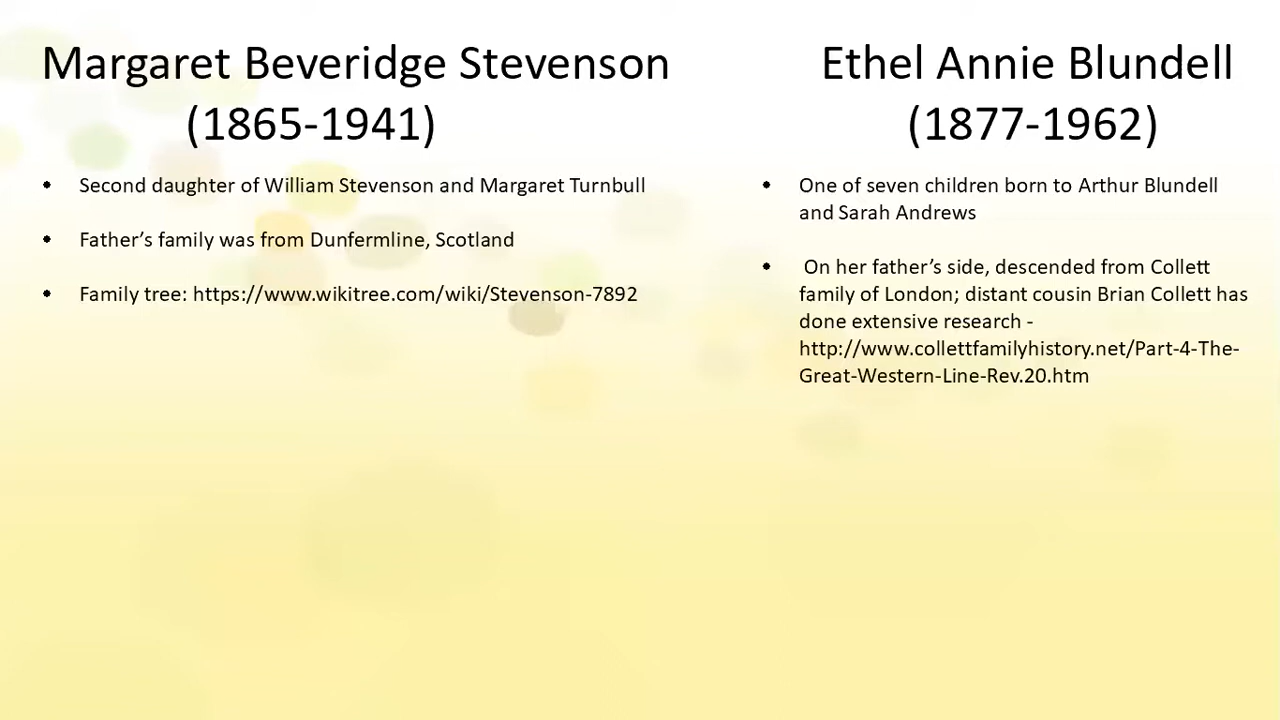 Margaret Beveridge Stevenson
(1865-1941)
• Second daughter of William Stevenson and Margaret Turnbull
• Father’s family was from Dunfermline, Scotland
• Family tree: https://www.wikitree.com/wiki/Stevenson-7892
Ethel Annie Blundell
(1877-1962)
• One of seven children born to Arthur Blundell
and Sarah Andrews
• On her father’s side, descended from Collett
family of London; distant cousin Brian Collett has
done extensive research -
http://www.collettfamilyhistory.net/Part-4-The-
Great-Western-Line-Rev.20.htm